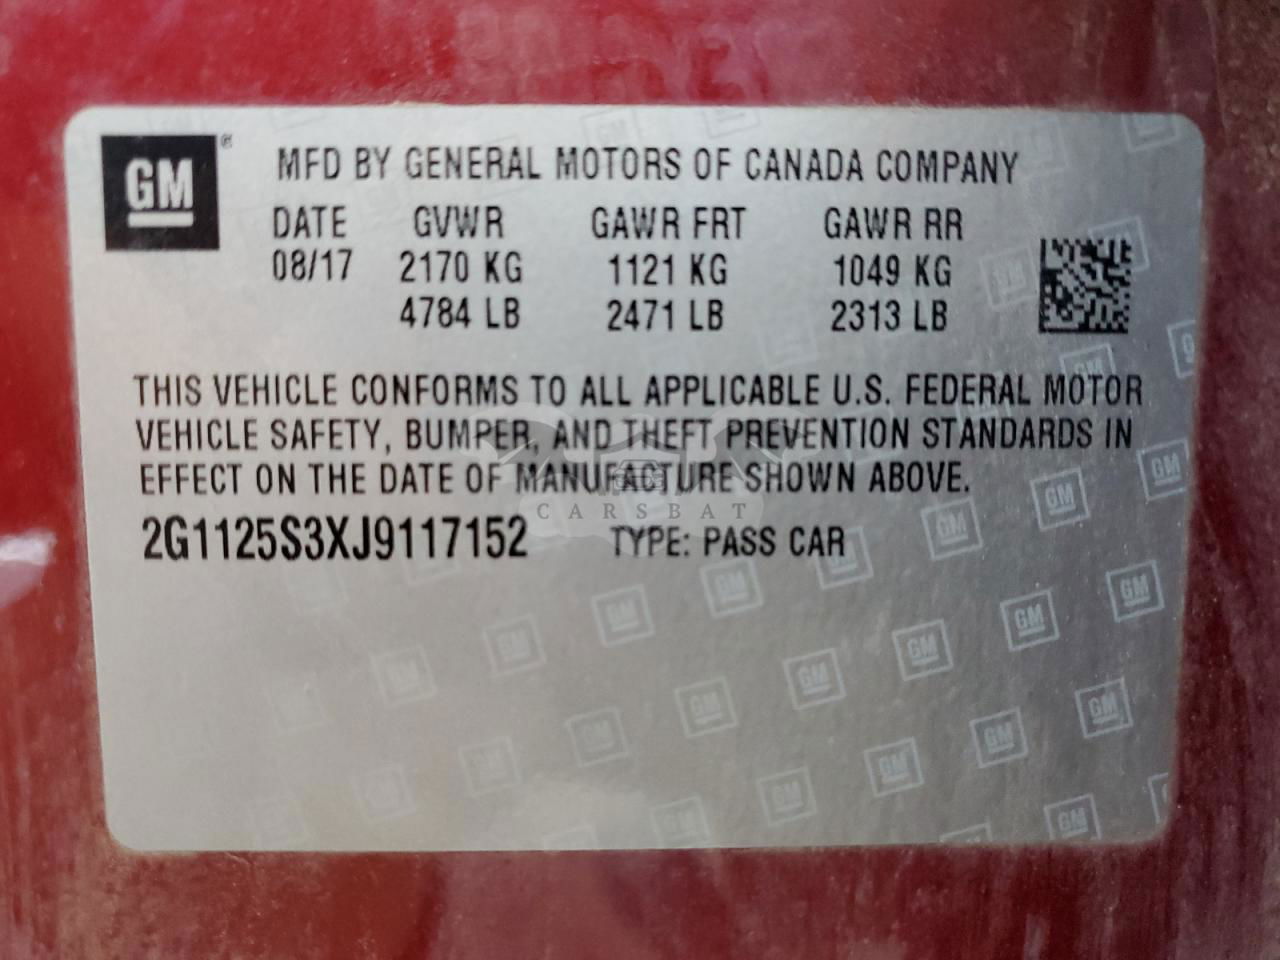 GM®
MFD BY GENERAL MOTORS OF CANADA COMPANY
DATE GVWR GAWR FRT GAWR RR
08/17 2170 KG 1121 KG 1049 KG
4784 LB 2471 LB 2313 LB
THIS VEHICLE CONFORMS TO ALL APPLICABLE U.S. FEDERAL MOTOR
VEHICLE SAFETY, BUMPER, AND THEFT PREVENTION STANDARDS IN
EFFECT ON THE DATE OF MANUFACTURE SHOWN ABOVE.
CARSBAT
2G1125S3XJ9117152 TYPE: PASS CAR